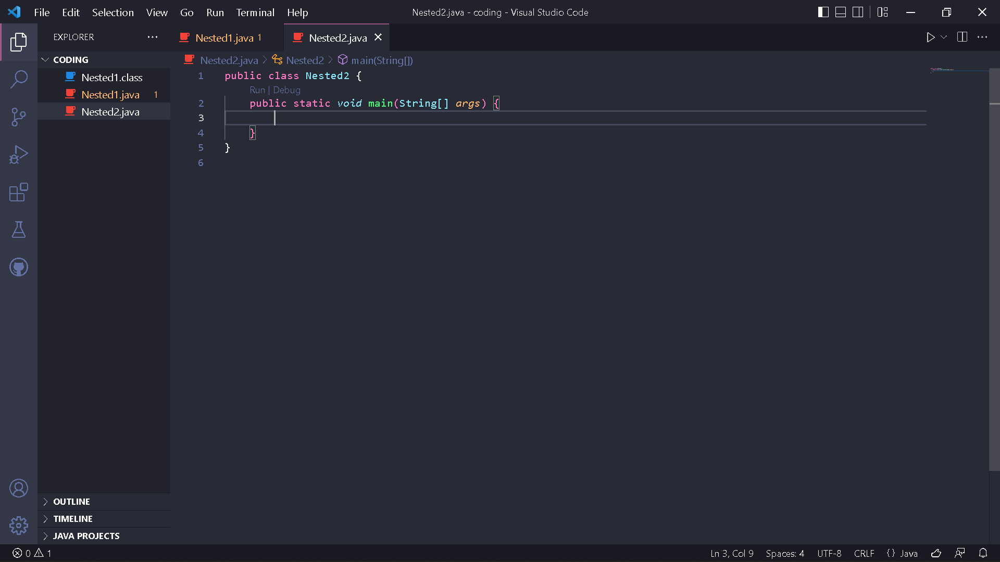 File Edit Selection View Go Run Terminal Help
Nested2.java - coding - Visual Studio Code
EXPLORER
Nested1.java 1
Nested2.java
CODING
Nested1.class
Nested1.java 1
Nested2.java
Nested2.java > Nested2 > main(String[])
1 public class Nested2 {
Run | Debug
2 public static void main(String[] args) {
3
4 }
5 }
6
OUTLINE
TIMELINE
JAVA PROJECTS
0 1
Ln 3, Col 9 Spaces: 4 UTF-8 CRLF {} Java